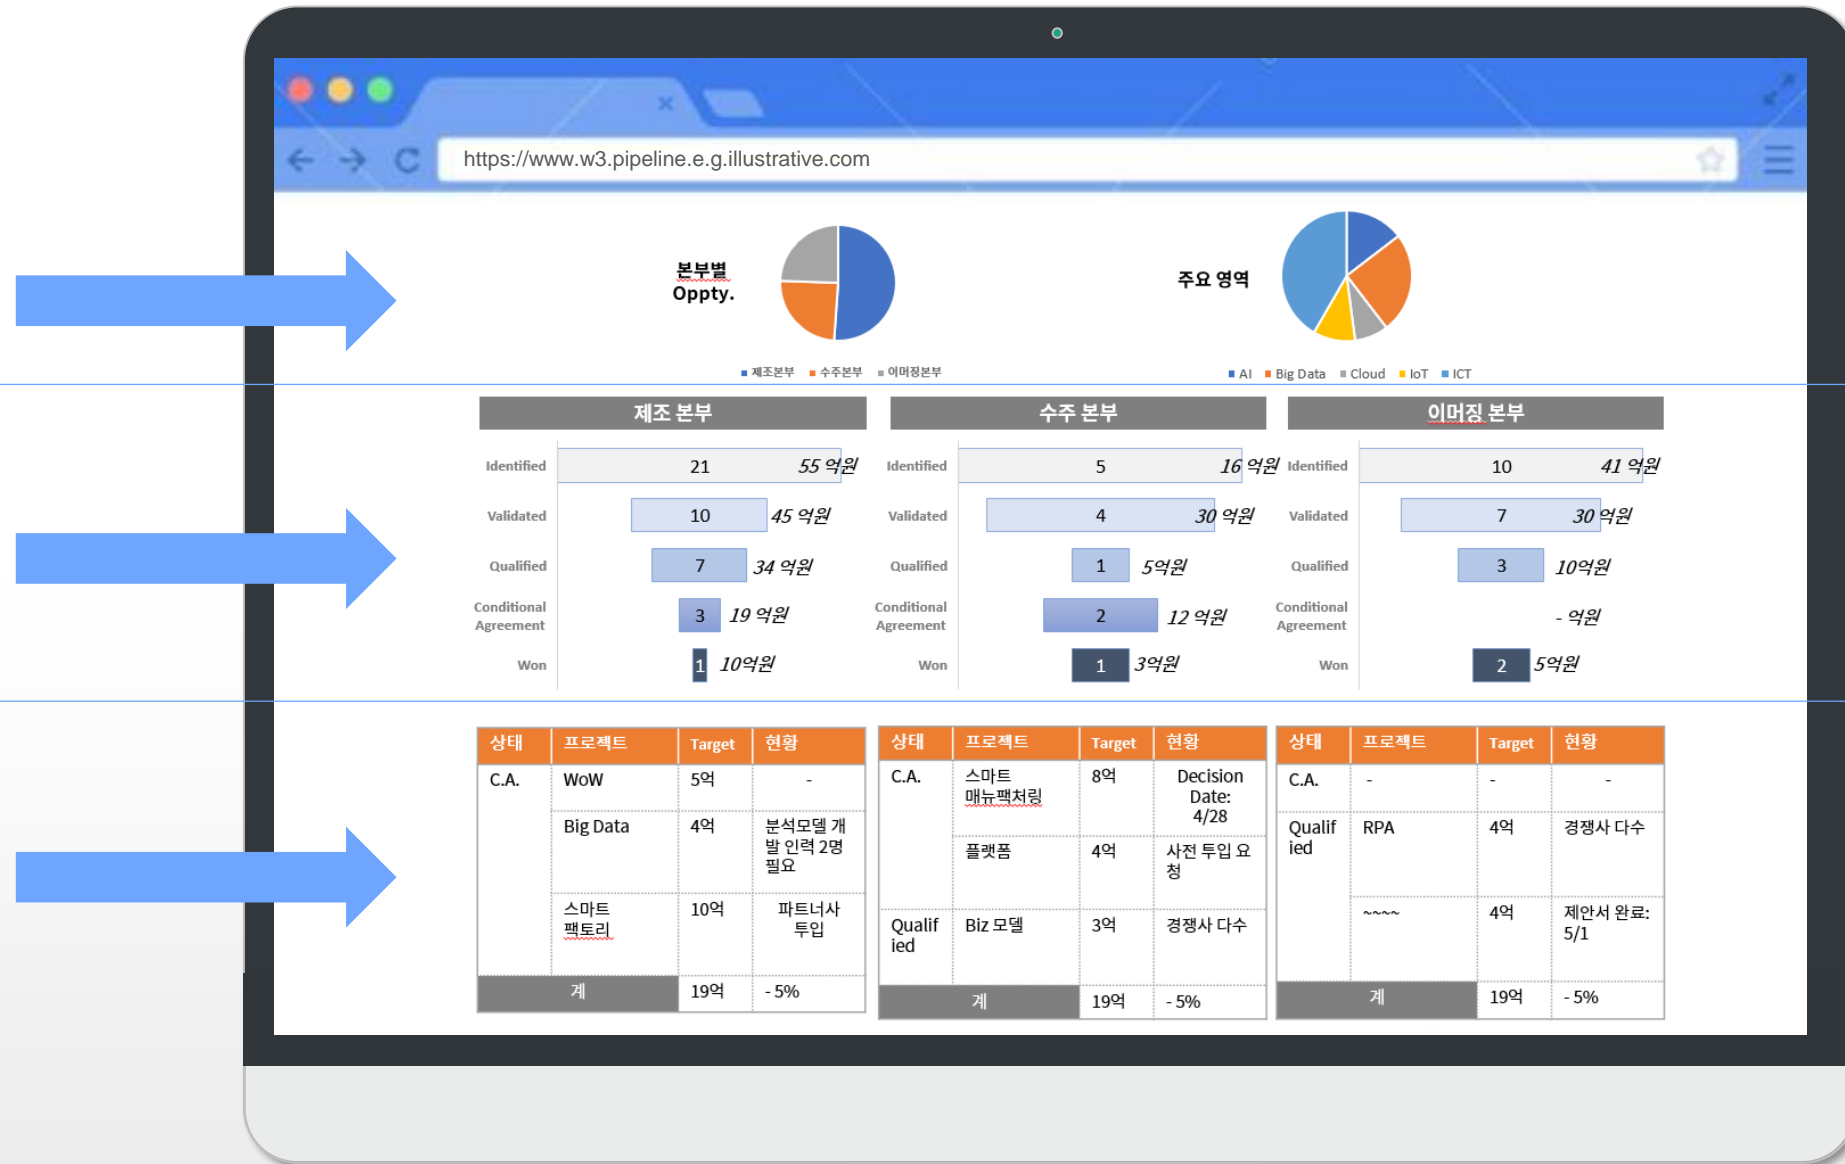 https://www.w3.pipeline.e.g.illustrative.com
본부별
Oppty.
제조본부 수주본부 이머징본부
주요 영역
AI Big Data Cloud IoT ICT
제조 본부
Identified 21 55 억원
Validated 10 45 억원
Qualified 7 34 억원
Conditional
Agreement 3 19 억원
Won 1 10억원
수주 본부
Identified 5 16 억원
Validated 4 30 억원
Qualified 1 5억원
Conditional
Agreement 2 12 억원
Won 1 3억원
이머징 본부
Identified 10 41 억원
Validated 7 30 억원
Qualified 3 10억원
Conditional
Agreement - 억원
Won 2 5억원
상태 프로젝트 Target 현황
C.A. WoW 5억 -
Big Data 4억 분석모델 개
발 인력 2명
필요
스마트 10억 파트너사
팩토리 투입
계 19억 - 5%
상태 프로젝트 Target 현황
C.A. 스마트 8억 Decision
매뉴팩처링 Date:
4/28
플랫폼 4억 사전 투입 요
청
Qualif Biz 모델 3억 경쟁사 다수
ied
계 19억 - 5%
상태 프로젝트 Target 현황
C.A. - - -
Qualif RPA 4억 경쟁사 다수
ied
~~~~ 4억 제안서 완료:
5/1
계 19억 - 5%